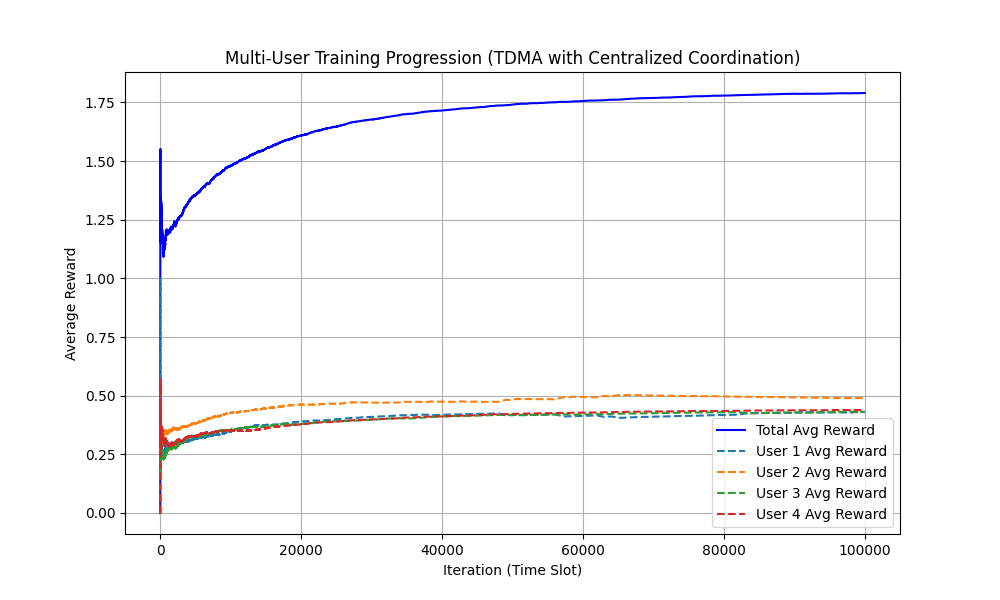 Multi-User Training Progression (TDMA with Centralized Coordination)
Average Reward
1.75
1.50
1.25
1.00
0.75
0.50
0.25
0.00
Total Avg Reward
User 1 Avg Reward
User 2 Avg Reward
User 3 Avg Reward
User 4 Avg Reward
0 20000 40000 60000 80000 100000
Iteration (Time Slot)